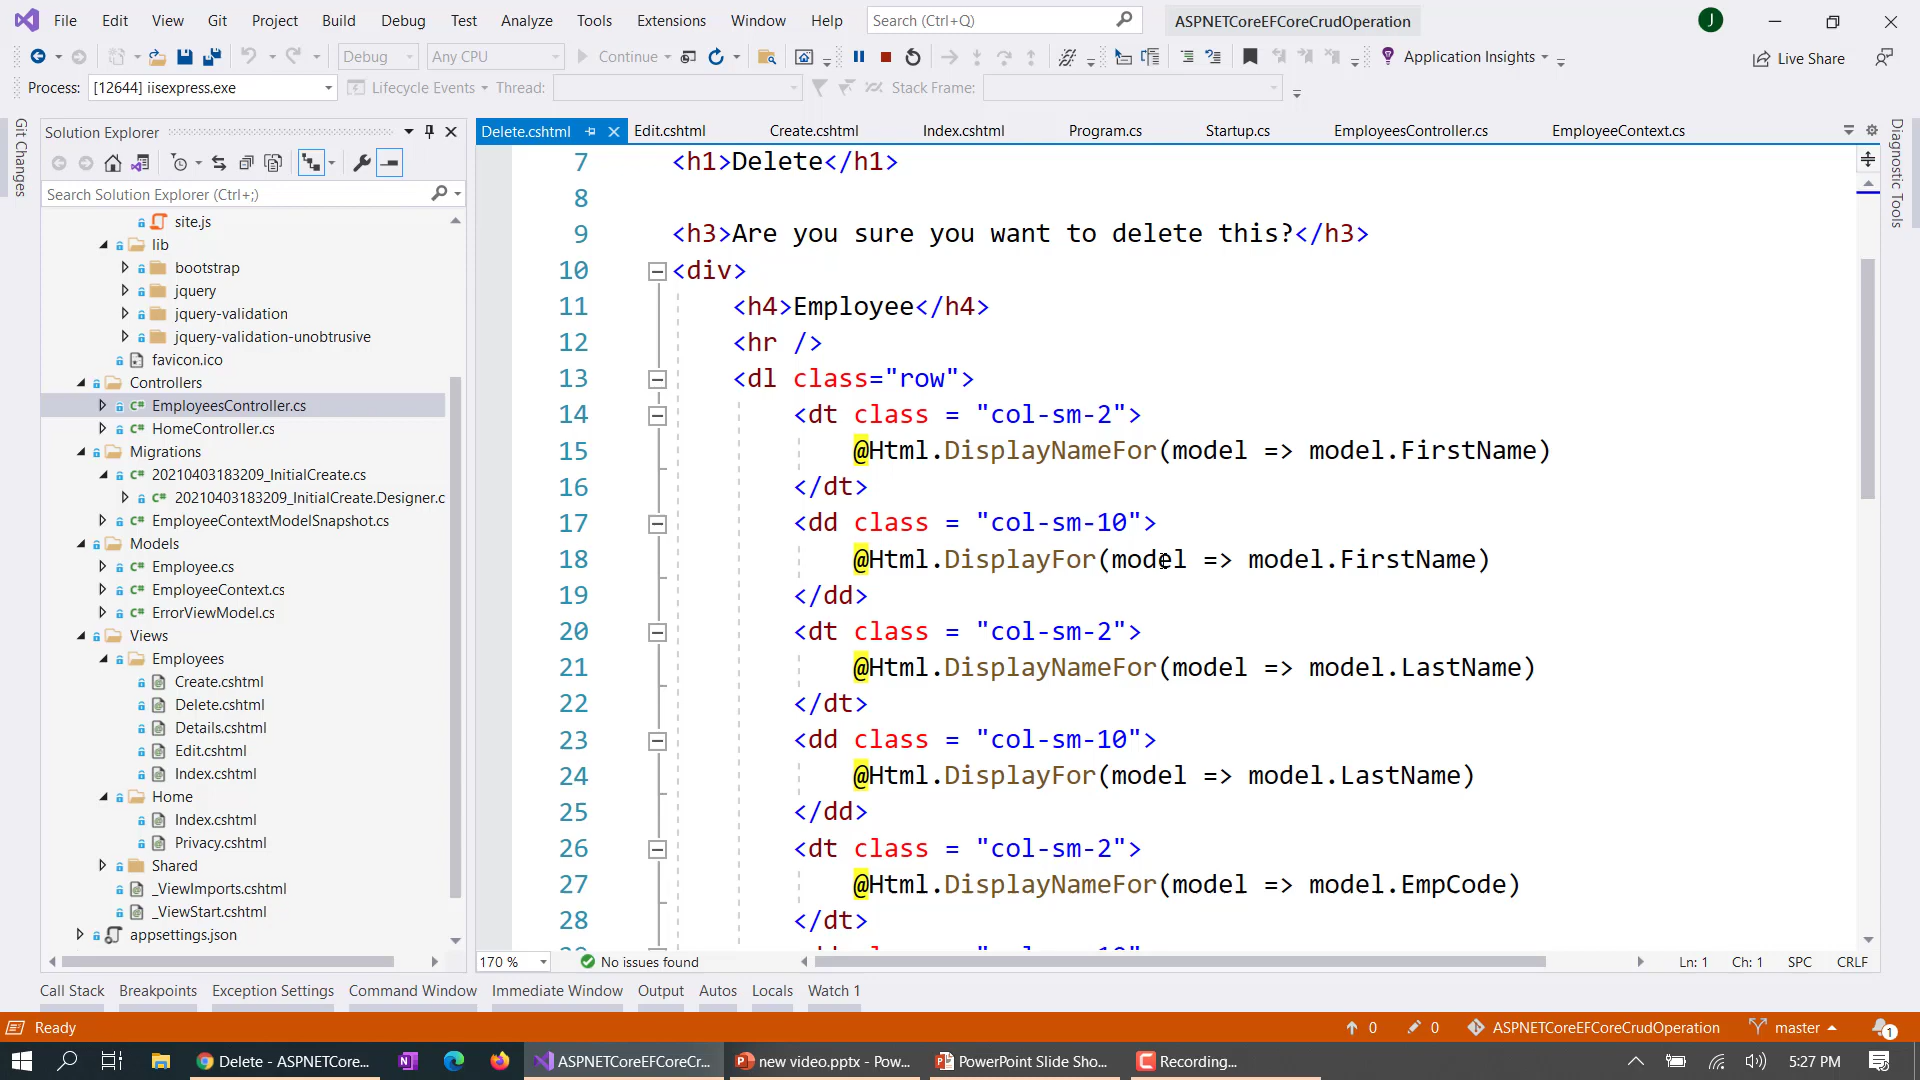 File Edit View Git Project Build Debug Test Analyze Tools Extensions Window Help Search (Ctrl+Q) ASPNETCoreEFCoreCrudOperation J
Debug Any CPU Continue Application Insights Live Share
Process: [12644] iisexpress.exe Lifecycle Events Thread: Stack Frame:
Git Changes
Solution Explorer
Search Solution Explorer (Ctrl+;)
site.js
lib
bootstrap
jquery
jquery-validation
jquery-validation-unobtrusive
favicon.ico
Controllers
EmployeesController.cs
HomeController.cs
Migrations
20210403183209_InitialCreate.cs
20210403183209_InitialCreate.Designer.c
EmployeeContextModelSnapshot.cs
Models
Employee.cs
EmployeeContext.cs
ErrorViewModel.cs
Views
Employees
Create.cshtml
Delete.cshtml
Details.cshtml
Edit.cshtml
Index.cshtml
Home
Index.cshtml
Privacy.cshtml
Shared
_ViewImports.cshtml
_ViewStart.cshtml
appsettings.json
Delete.cshtml Edit.cshtml Create.cshtml Index.cshtml Program.cs Startup.cs EmployeesController.cs EmployeeContext.cs
7 <h1>Delete</h1>
8
9 <h3>Are you sure you want to delete this?</h3>
10 <div>
11 <h4>Employee</h4>
12 <hr />
13 <dl class="row">
14 <dt class = "col-sm-2">
15 @Html.DisplayNameFor(model => model.FirstName)
16 </dt>
17 <dd class = "col-sm-10">
18 @Html.DisplayFor(model => model.FirstName)
19 </dd>
20 <dt class = "col-sm-2">
21 @Html.DisplayNameFor(model => model.LastName)
22 </dt>
23 <dd class = "col-sm-10">
24 @Html.DisplayFor(model => model.LastName)
25 </dd>
26 <dt class = "col-sm-2">
27 @Html.DisplayNameFor(model => model.EmpCode)
28 </dt>
Diagnostic Tools
170 % No issues found Ln: 1 Ch: 1 SPC CRLF
Call Stack Breakpoints Exception Settings Command Window Immediate Window Output Autos Locals Watch 1
Ready 0 0 ASPNETCoreEFCoreCrudOperation master 1
Delete - ASPNETCore... ASPNETCoreEFCoreCr... new video.pptx - Pow... PowerPoint Slide Sho... Recording... 5:27 PM